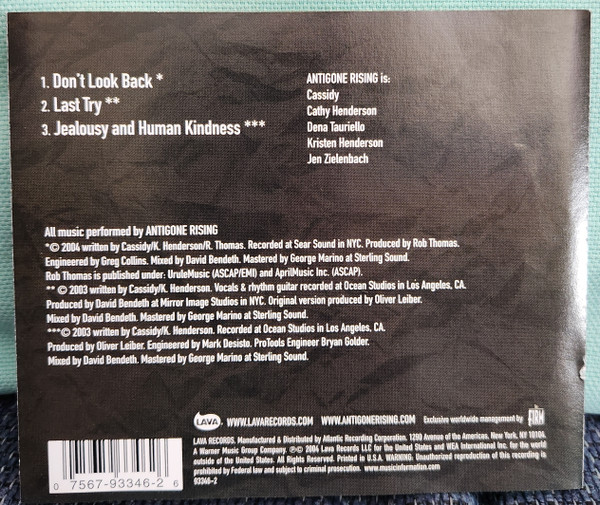 1. Don't Look Back *
2. Last Try **
3. Jealousy and Human Kindness ***
ANTIGONE RISING is:
Cassidy
Cathy Henderson
Dena Tauriello
Kristen Henderson
Jen Zielenbach
All music performed by ANTIGONE RISING
*© 2004 written by Cassidy/K. Henderson/R. Thomas. Recorded at Sear Sound in NYC. Produced by Rob Thomas.
Engineered by Greg Collins. Mixed by David Bendeth. Mastered by George Marino at Sterling Sound.
Rob Thomas is published under: UruleMusic (ASCAP/EMI) and AprilMusic Inc. (ASCAP).
** © 2003 written by Cassidy/K. Henderson. Vocals & rhythm guitar recorded at Ocean Studios in Los Angeles, CA.
Produced by David Bendeth at Mirror Image Studios in NYC. Original version produced by Oliver Leiber.
Mixed by David Bendeth. Mastered by George Marino at Sterling Sound.
***© 2003 written by Cassidy/K. Henderson. Recorded at Ocean Studios in Los Angeles, CA.
Produced by Oliver Leiber. Engineered by Mark Desisto. ProTools Engineer Bryan Golder.
Mixed by David Bendeth. Mastered by George Marino at Sterling Sound.
LAVA WWW.LAVARECORDS.COM WWW.ANTIGONERISING.COM Exclusive worldwide management by the FIRM
LAVA RECORDS. Manufactured & Distributed by Atlantic Recording Corporation. 1290 Avenue of the Americas. New York, NY 10104.
A Warner Music Group Company. ℗© 2004 Lava Records LLC for the United States and WEA International Inc. for the world
outside of the United States. All Rights Reserved. Printed in U.S.A. WARNING: Unauthorized reproduction of this recording is
prohibited by Federal law and subject to criminal prosecution. www.musicinformation.com
93346-2
0 7567-93346-2 6